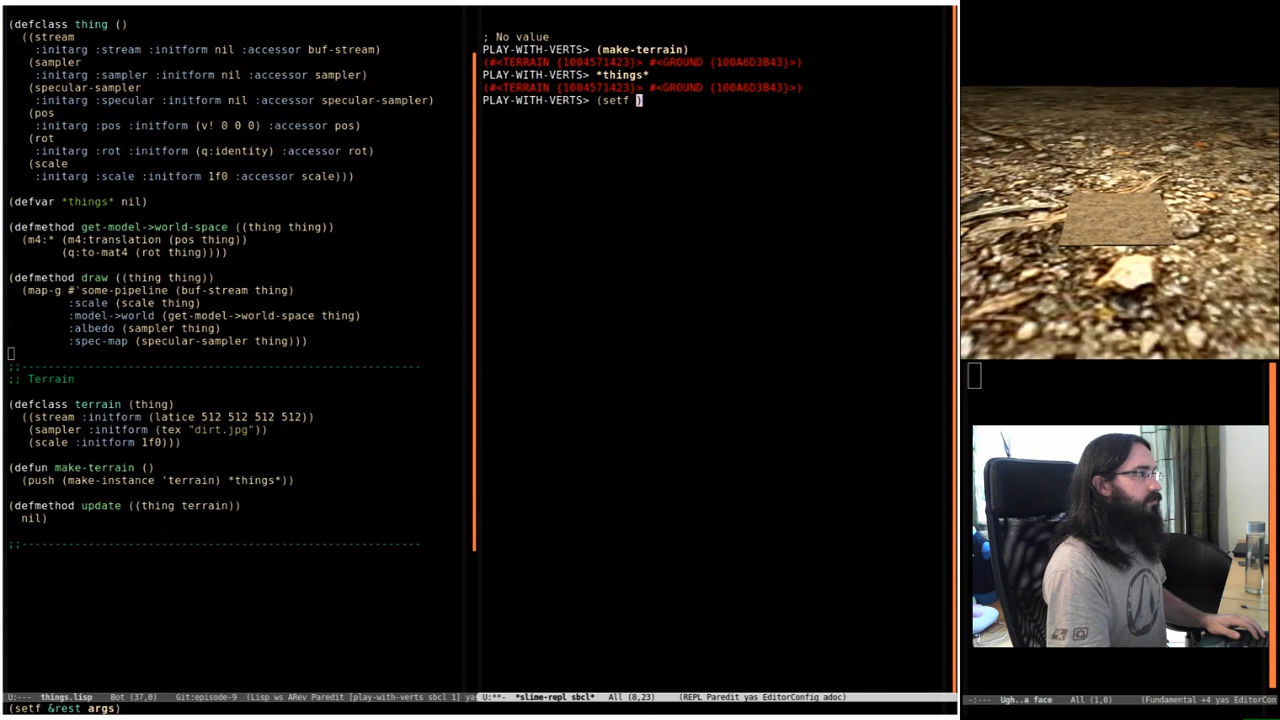 (defclass thing ()
((stream
:initarg :stream :initform nil :accessor buf-stream)
(sampler
:initarg :sampler :initform nil :accessor sampler)
(specular-sampler
:initarg :specular :initform nil :accessor specular-sampler)
(pos
:initarg :pos :initform (v! 0 0 0) :accessor pos)
(rot
:initarg :rot :initform (q:identity) :accessor rot)
(scale
:initarg :scale :initform 1f0 :accessor scale)))
(defvar *things* nil)
(defmethod get-model->world-space ((thing thing))
(m4:* (m4:translation (pos thing))
(q:to-mat4 (rot thing))))
(defmethod draw ((thing thing))
(map-g #'some-pipeline (buf-stream thing)
:scale (scale thing)
:model->world (get-model->world-space thing)
:albedo (sampler thing)
:spec-map (specular-sampler thing)))
;;------------------------------------------------------------
;; Terrain
(defclass terrain (thing)
((stream :initform (latice 512 512 512 512))
(sampler :initform (tex "dirt.jpg"))
(scale :initform 1f0)))
(defun make-terrain ()
(push (make-instance 'terrain) *things*))
(defmethod update ((thing terrain))
nil)
;;------------------------------------------------------------
U:--- things.lisp Bot (37,0) Git:episode-9 (Lisp ws ARev Paredit [play-with-verts sbcl 1] yas
(setf &rest args)
; No value
PLAY-WITH-VERTS> (make-terrain)
(#<TERRAIN {1004571423}> #<GROUND {100A6D3B43}>)
PLAY-WITH-VERTS> *things*
(#<TERRAIN {1004571423}> #<GROUND {100A6D3B43}>)
PLAY-WITH-VERTS> (setf )
U:**- *slime-repl sbcl* All (8,23) (REPL Paredit yas EditorConfig adoc)
-:--- Ugh..a face All (1,0) (Fundamental +4 yas EditorCon